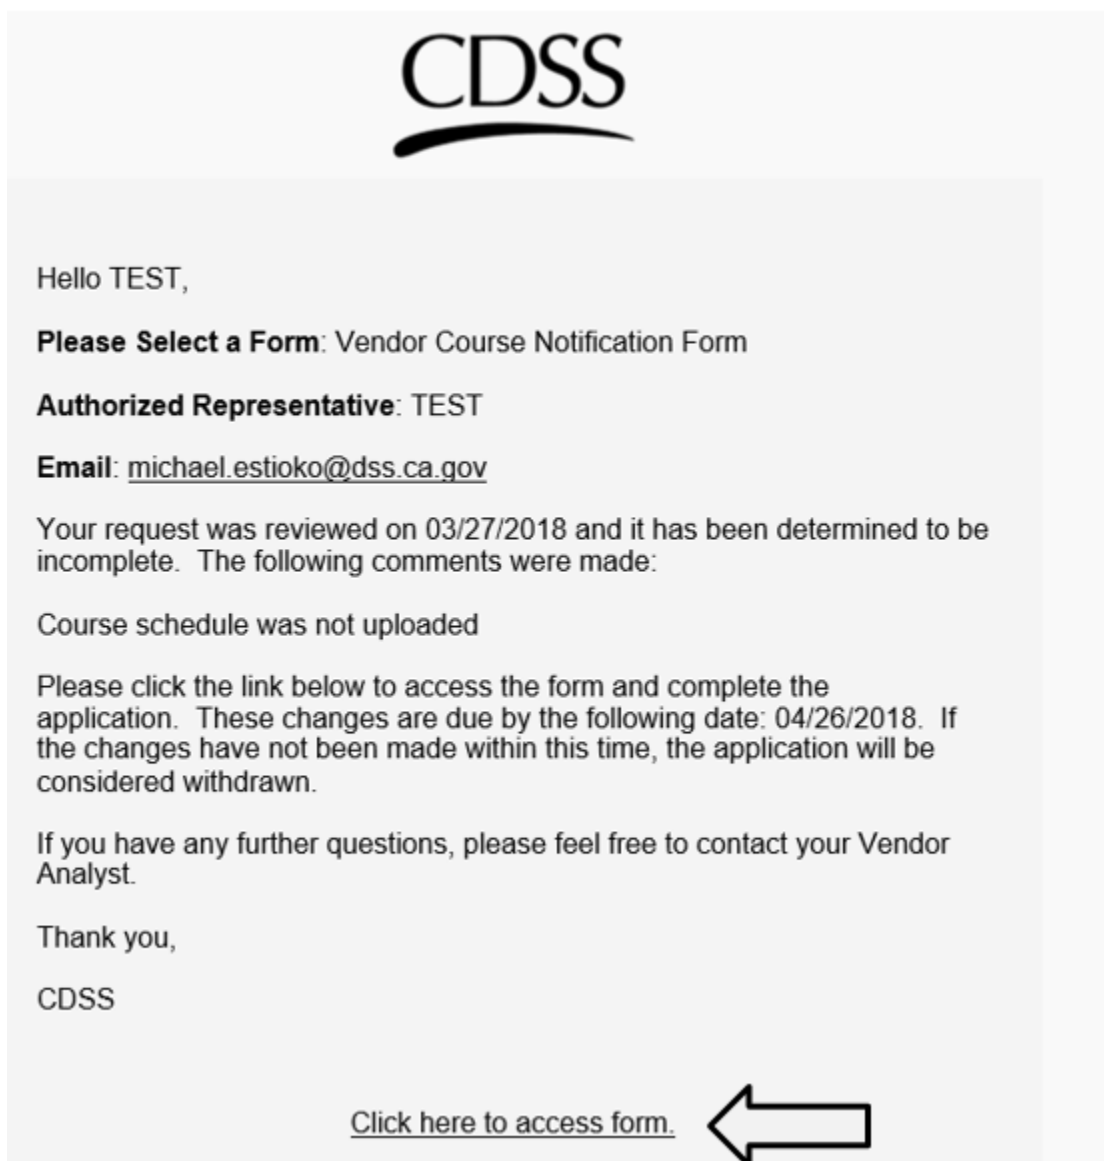 CDSS
Hello TEST,
Please Select a Form: Vendor Course Notification Form
Authorized Representative: TEST
Email: michael.estioko@dss.ca.gov
Your request was reviewed on 03/27/2018 and it has been determined to be
incomplete.  The following comments were made:
Course schedule was not uploaded
Please click the link below to access the form and complete the
application.  These changes are due by the following date: 04/26/2018.  If
the changes have not been made within this time, the application will be
considered withdrawn.
If you have any further questions, please feel free to contact your Vendor
Analyst.
Thank you,
CDSS
Click here to access form.